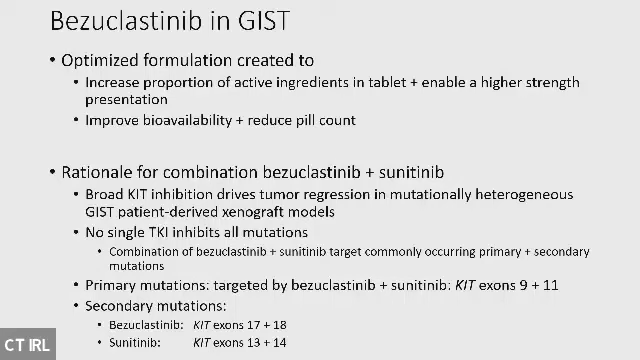 Bezuclastinib in GIST
• Optimized formulation created to
• Increase proportion of active ingredients in tablet + enable a higher strength
presentation
• Improve bioavailability + reduce pill count
• Rationale for combination bezuclastinib + sunitinib
• Broad KIT inhibition drives tumor regression in mutationally heterogeneous
GIST patient-derived xenograft models
• No single TKI inhibits all mutations
• Combination of bezuclastinib + sunitinib target commonly occurring primary + secondary
mutations
• Primary mutations: targeted by bezuclastinib + sunitinib: KIT exons 9 + 11
• Secondary mutations:
• Bezuclastinib: KIT exons 17 + 18
• Sunitinib: KIT exons 13 + 14
CT IRL